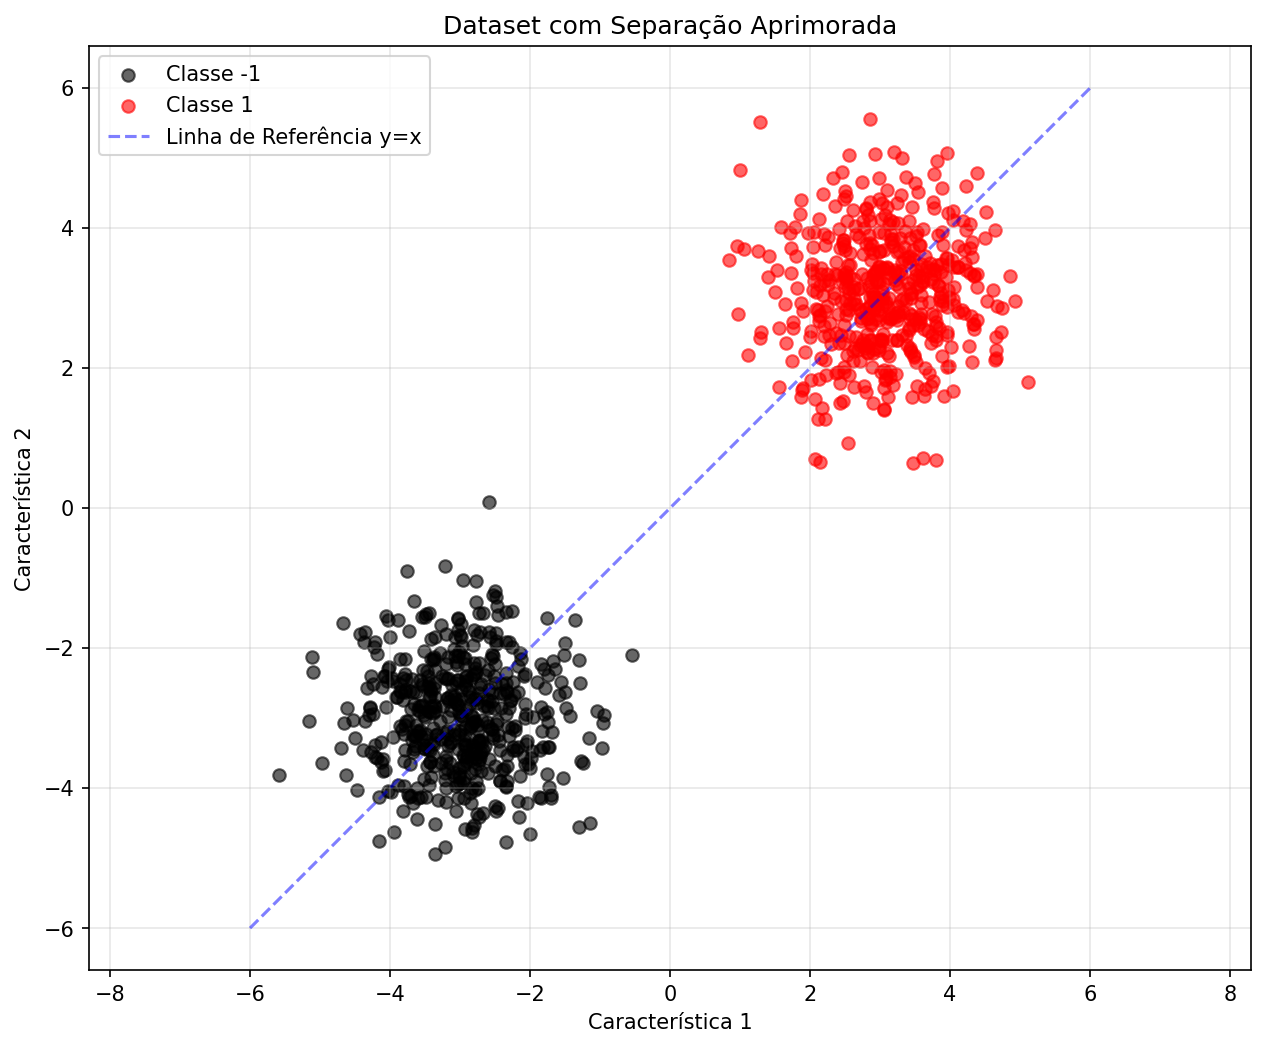 Dataset com Separação Aprimorada
Classe -1
Classe 1
Linha de Referência y=x
6
4
2
0
−2
−4
−6
Característica 2
−8
−6
−4
−2
0
2
4
6
8
Característica 1